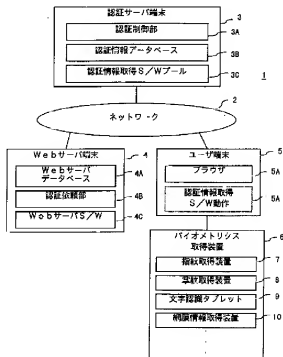 認証サーバ端末
3
認証制御部
3A
認証情報データベース
3B
認証情報取得S／Wプール
3C
1
ネットワーク
2
Webサーバ端末
4
Webサーバ
データベース
4A
認証依頼部
4B
WebサーバS／W
4C
ユーザ端末
5
ブラウザ
5A
認証情報取得
S／W動作
5A
バイオメトリシス
取得装置
6
指紋取得装置
7
掌紋取得装置
8
文字認識タブレット
9
網膜情報取得装置
10